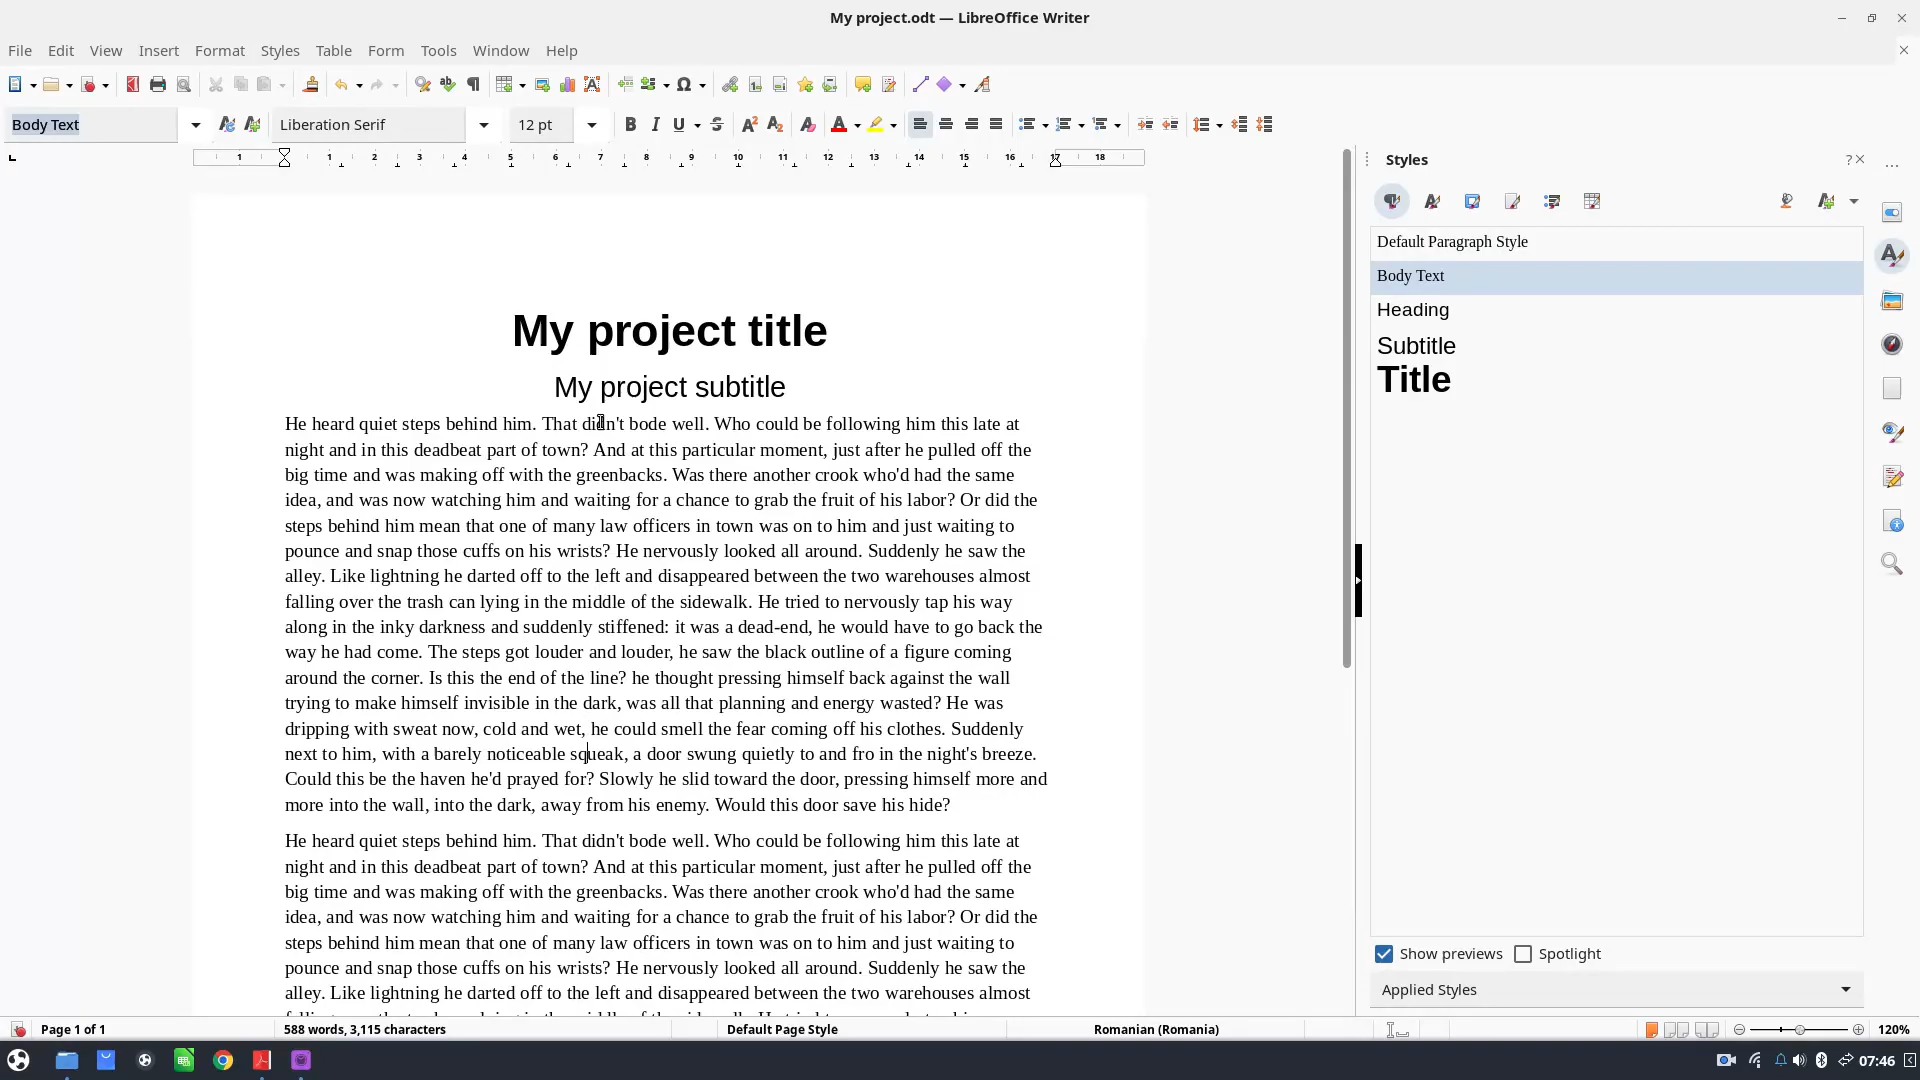 My project.odt — LibreOffice Writer
File Edit View Insert Format Styles Table Form Tools Window Help
Body Text Liberation Serif 12 pt
1 1 2 3 4 5 6 7 8 9 10 11 12 13 14 15 16 17 18
Styles
Default Paragraph Style
Body Text
Heading
Subtitle
Title
My project title
My project subtitle
He heard quiet steps behind him. That didn't bode well. Who could be following him this late at
night and in this deadbeat part of town? And at this particular moment, just after he pulled off the
big time and was making off with the greenbacks. Was there another crook who'd had the same
idea, and was now watching him and waiting for a chance to grab the fruit of his labor? Or did the
steps behind him mean that one of many law officers in town was on to him and just waiting to
pounce and snap those cuffs on his wrists? He nervously looked all around. Suddenly he saw the
alley. Like lightning he darted off to the left and disappeared between the two warehouses almost
falling over the trash can lying in the middle of the sidewalk. He tried to nervously tap his way
along in the inky darkness and suddenly stiffened: it was a dead-end, he would have to go back the
way he had come. The steps got louder and louder, he saw the black outline of a figure coming
around the corner. Is this the end of the line? he thought pressing himself back against the wall
trying to make himself invisible in the dark, was all that planning and energy wasted? He was
dripping with sweat now, cold and wet, he could smell the fear coming off his clothes. Suddenly
next to him, with a barely noticeable squeak, a door swung quietly to and fro in the night's breeze.
Could this be the haven he'd prayed for? Slowly he slid toward the door, pressing himself more and
more into the wall, into the dark, away from his enemy. Would this door save his hide?
He heard quiet steps behind him. That didn't bode well. Who could be following him this late at
night and in this deadbeat part of town? And at this particular moment, just after he pulled off the
big time and was making off with the greenbacks. Was there another crook who'd had the same
idea, and was now watching him and waiting for a chance to grab the fruit of his labor? Or did the
steps behind him mean that one of many law officers in town was on to him and just waiting to
pounce and snap those cuffs on his wrists? He nervously looked all around. Suddenly he saw the
alley. Like lightning he darted off to the left and disappeared between the two warehouses almost
Show previews Spotlight
Applied Styles
Page 1 of 1 588 words, 3,115 characters Default Page Style Romanian (Romania) 120%
07:46